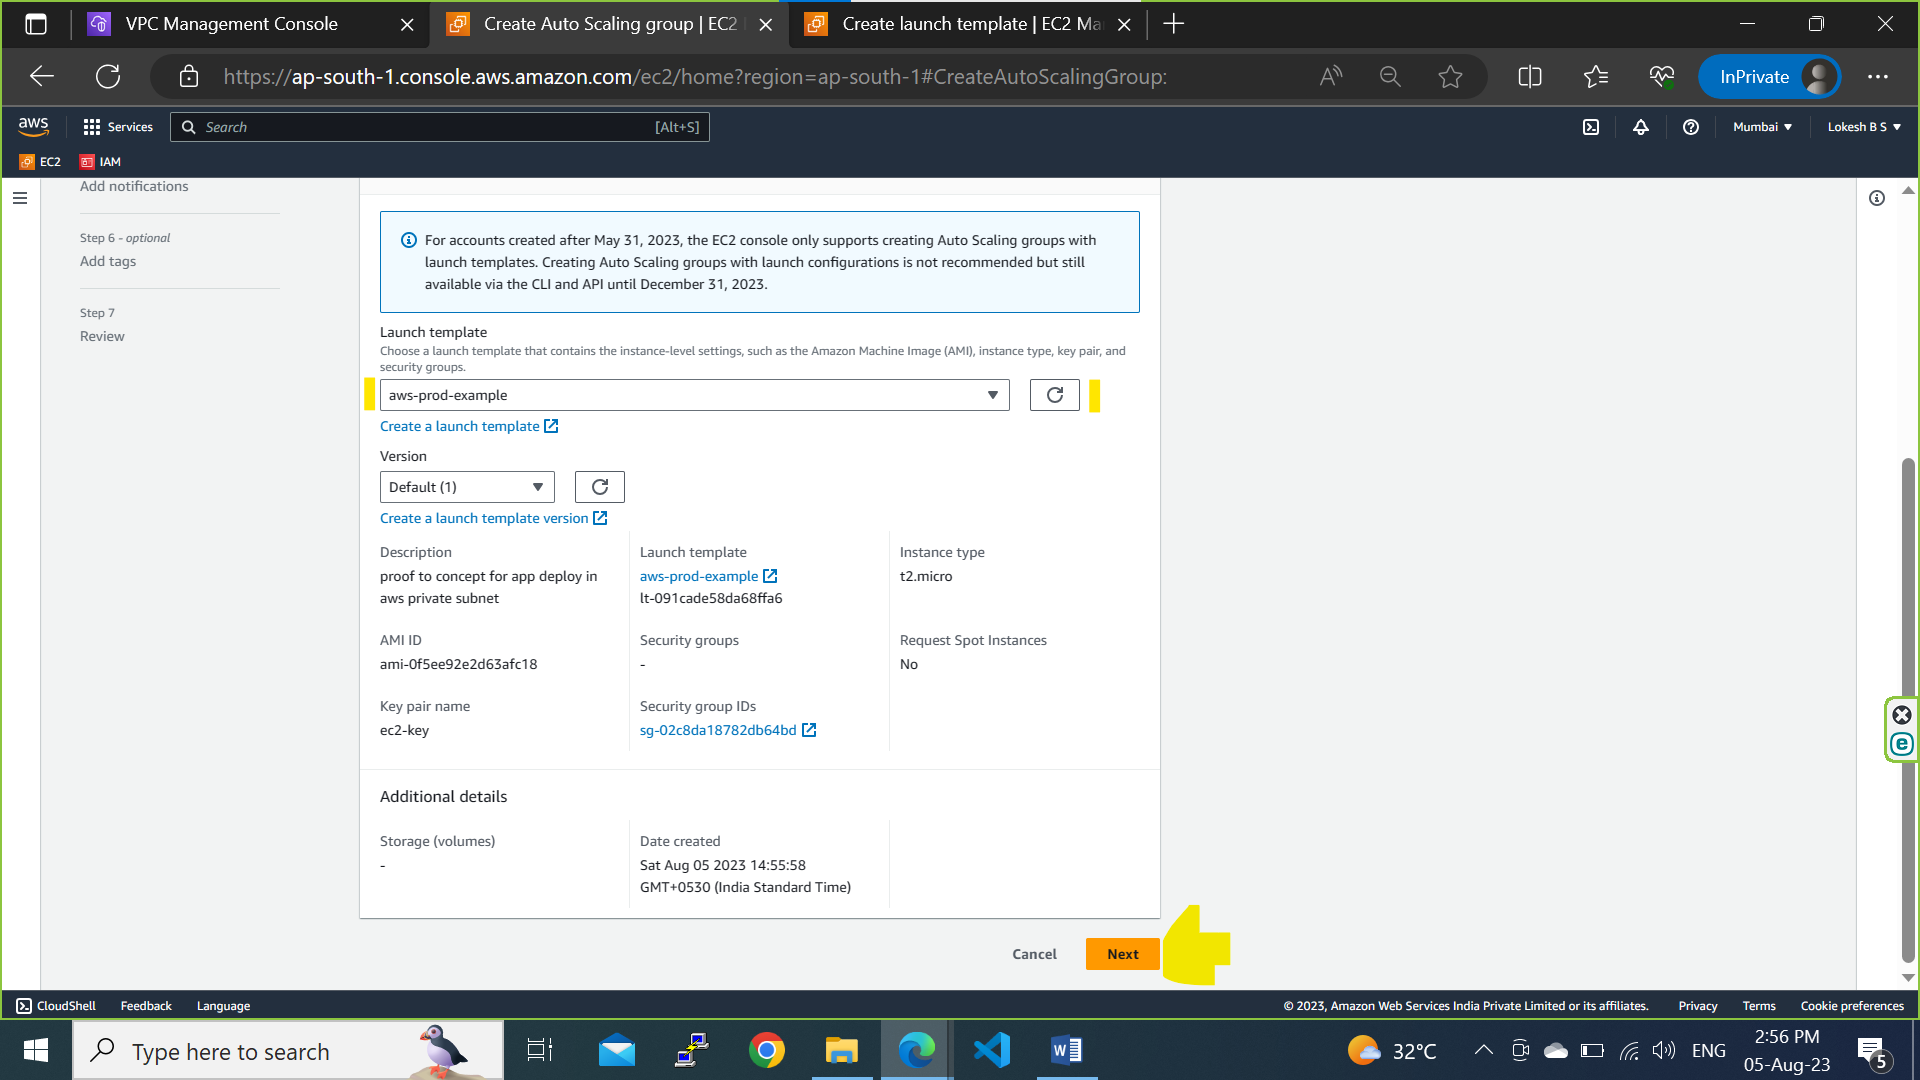 VPC Management Console
Create Auto Scaling group | EC2
Create launch template | EC2 Ma
https://ap-south-1.console.aws.amazon.com/ec2/home?region=ap-south-1#CreateAutoScalingGroup:
InPrivate
aws
Services
Search
[Alt+S]
Mumbai
Lokesh B S
EC2
IAM
Add notifications
Step 6 - optional
Add tags
Step 7
Review
For accounts created after May 31, 2023, the EC2 console only supports creating Auto Scaling groups with
launch templates. Creating Auto Scaling groups with launch configurations is not recommended but still
available via the CLI and API until December 31, 2023.
Launch template
Choose a launch template that contains the instance-level settings, such as the Amazon Machine Image (AMI), instance type, key pair, and
security groups.
aws-prod-example
Create a launch template
Version
Default (1)
Create a launch template version
Description
proof to concept for app deploy in
aws private subnet
Launch template
aws-prod-example
lt-091cade58da68ffa6
Instance type
t2.micro
AMI ID
ami-0f5ee92e2d63afc18
Security groups
-
Request Spot Instances
No
Key pair name
ec2-key
Security group IDs
sg-02c8da18782db64bd
Additional details
Storage (volumes)
-
Date created
Sat Aug 05 2023 14:55:58
GMT+0530 (India Standard Time)
Cancel
Next
CloudShell
Feedback
Language
© 2023, Amazon Web Services India Private Limited or its affiliates.
Privacy
Terms
Cookie preferences
Type here to search
32°C
ENG
2:56 PM
05-Aug-23
5